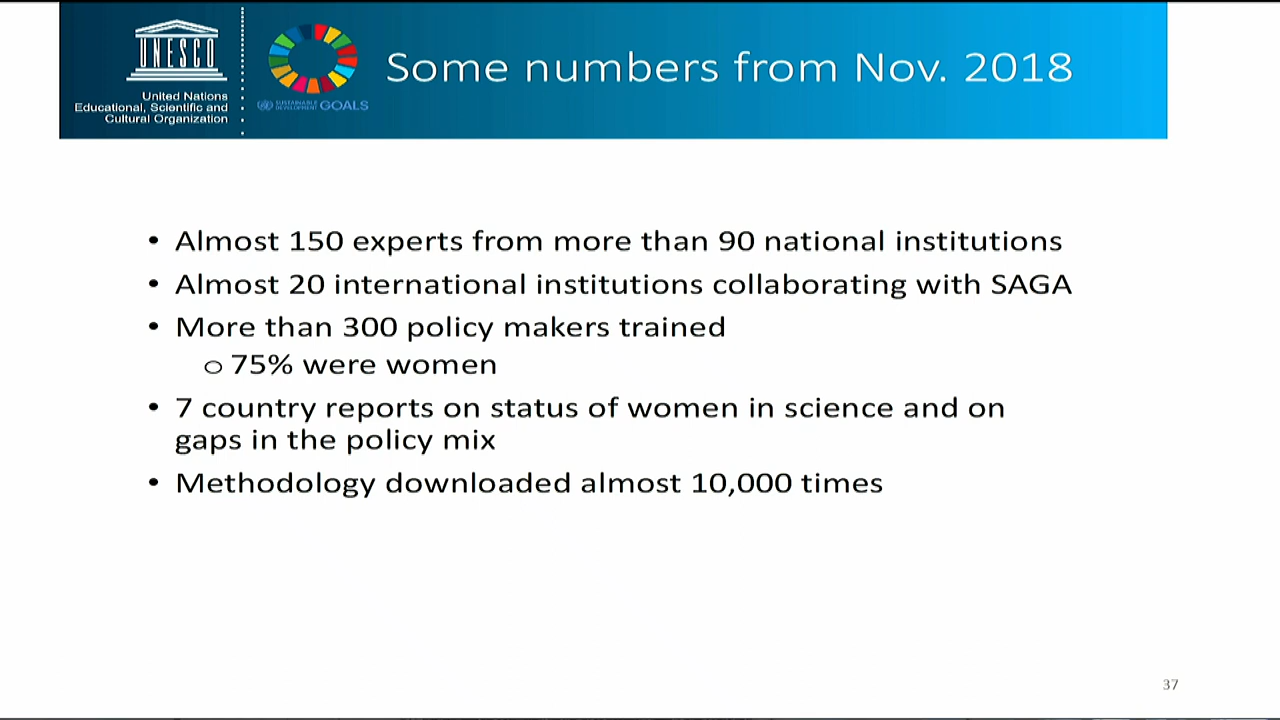 UNESCO
United Nations
Educational, Scientific and
Cultural Organization
SUSTAINABLE
DEVELOPMENT GOALS
Some numbers from Nov. 2018
• Almost 150 experts from more than 90 national institutions
• Almost 20 international institutions collaborating with SAGA
• More than 300 policy makers trained
o 75% were women
• 7 country reports on status of women in science and on
gaps in the policy mix
• Methodology downloaded almost 10,000 times
37